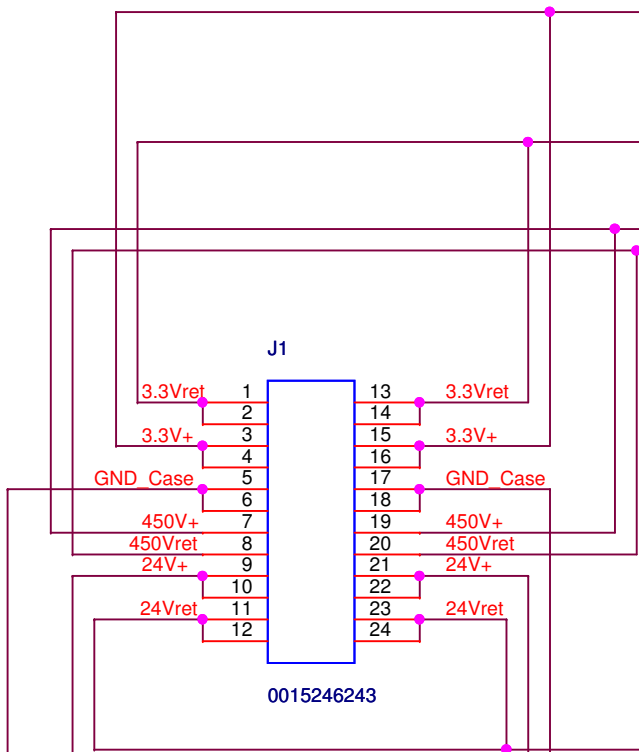 J1
3.3Vret 1 13 3.3Vret
2 14
3.3V+ 3 15 3.3V+
4 16
GND_Case 5 17 GND_Case
6 18
450V+ 7 19 450V+
450Vret 8 20 450Vret
24V+ 9 21 24V+
10 22
24Vret 11 23 24Vret
12 24
0015246243